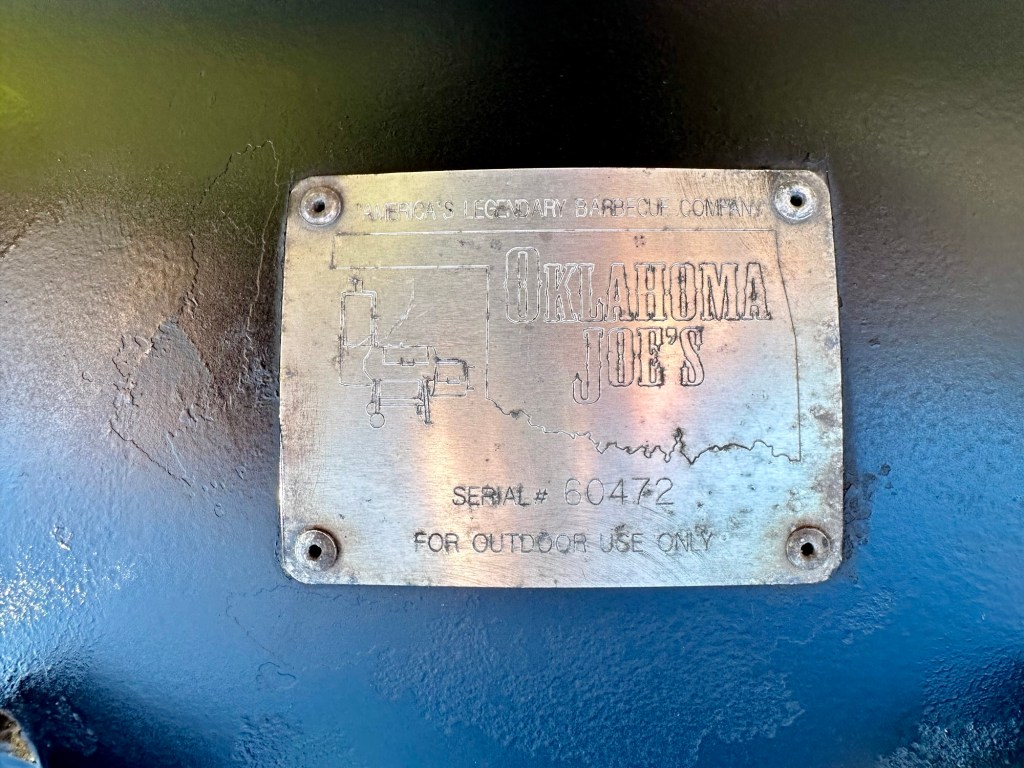 AMERICA'S LEGENDARY BARBECUE COMPANY
OKLAHOMA
JOE'S
SERIAL# 60472
FOR OUTDOOR USE ONLY